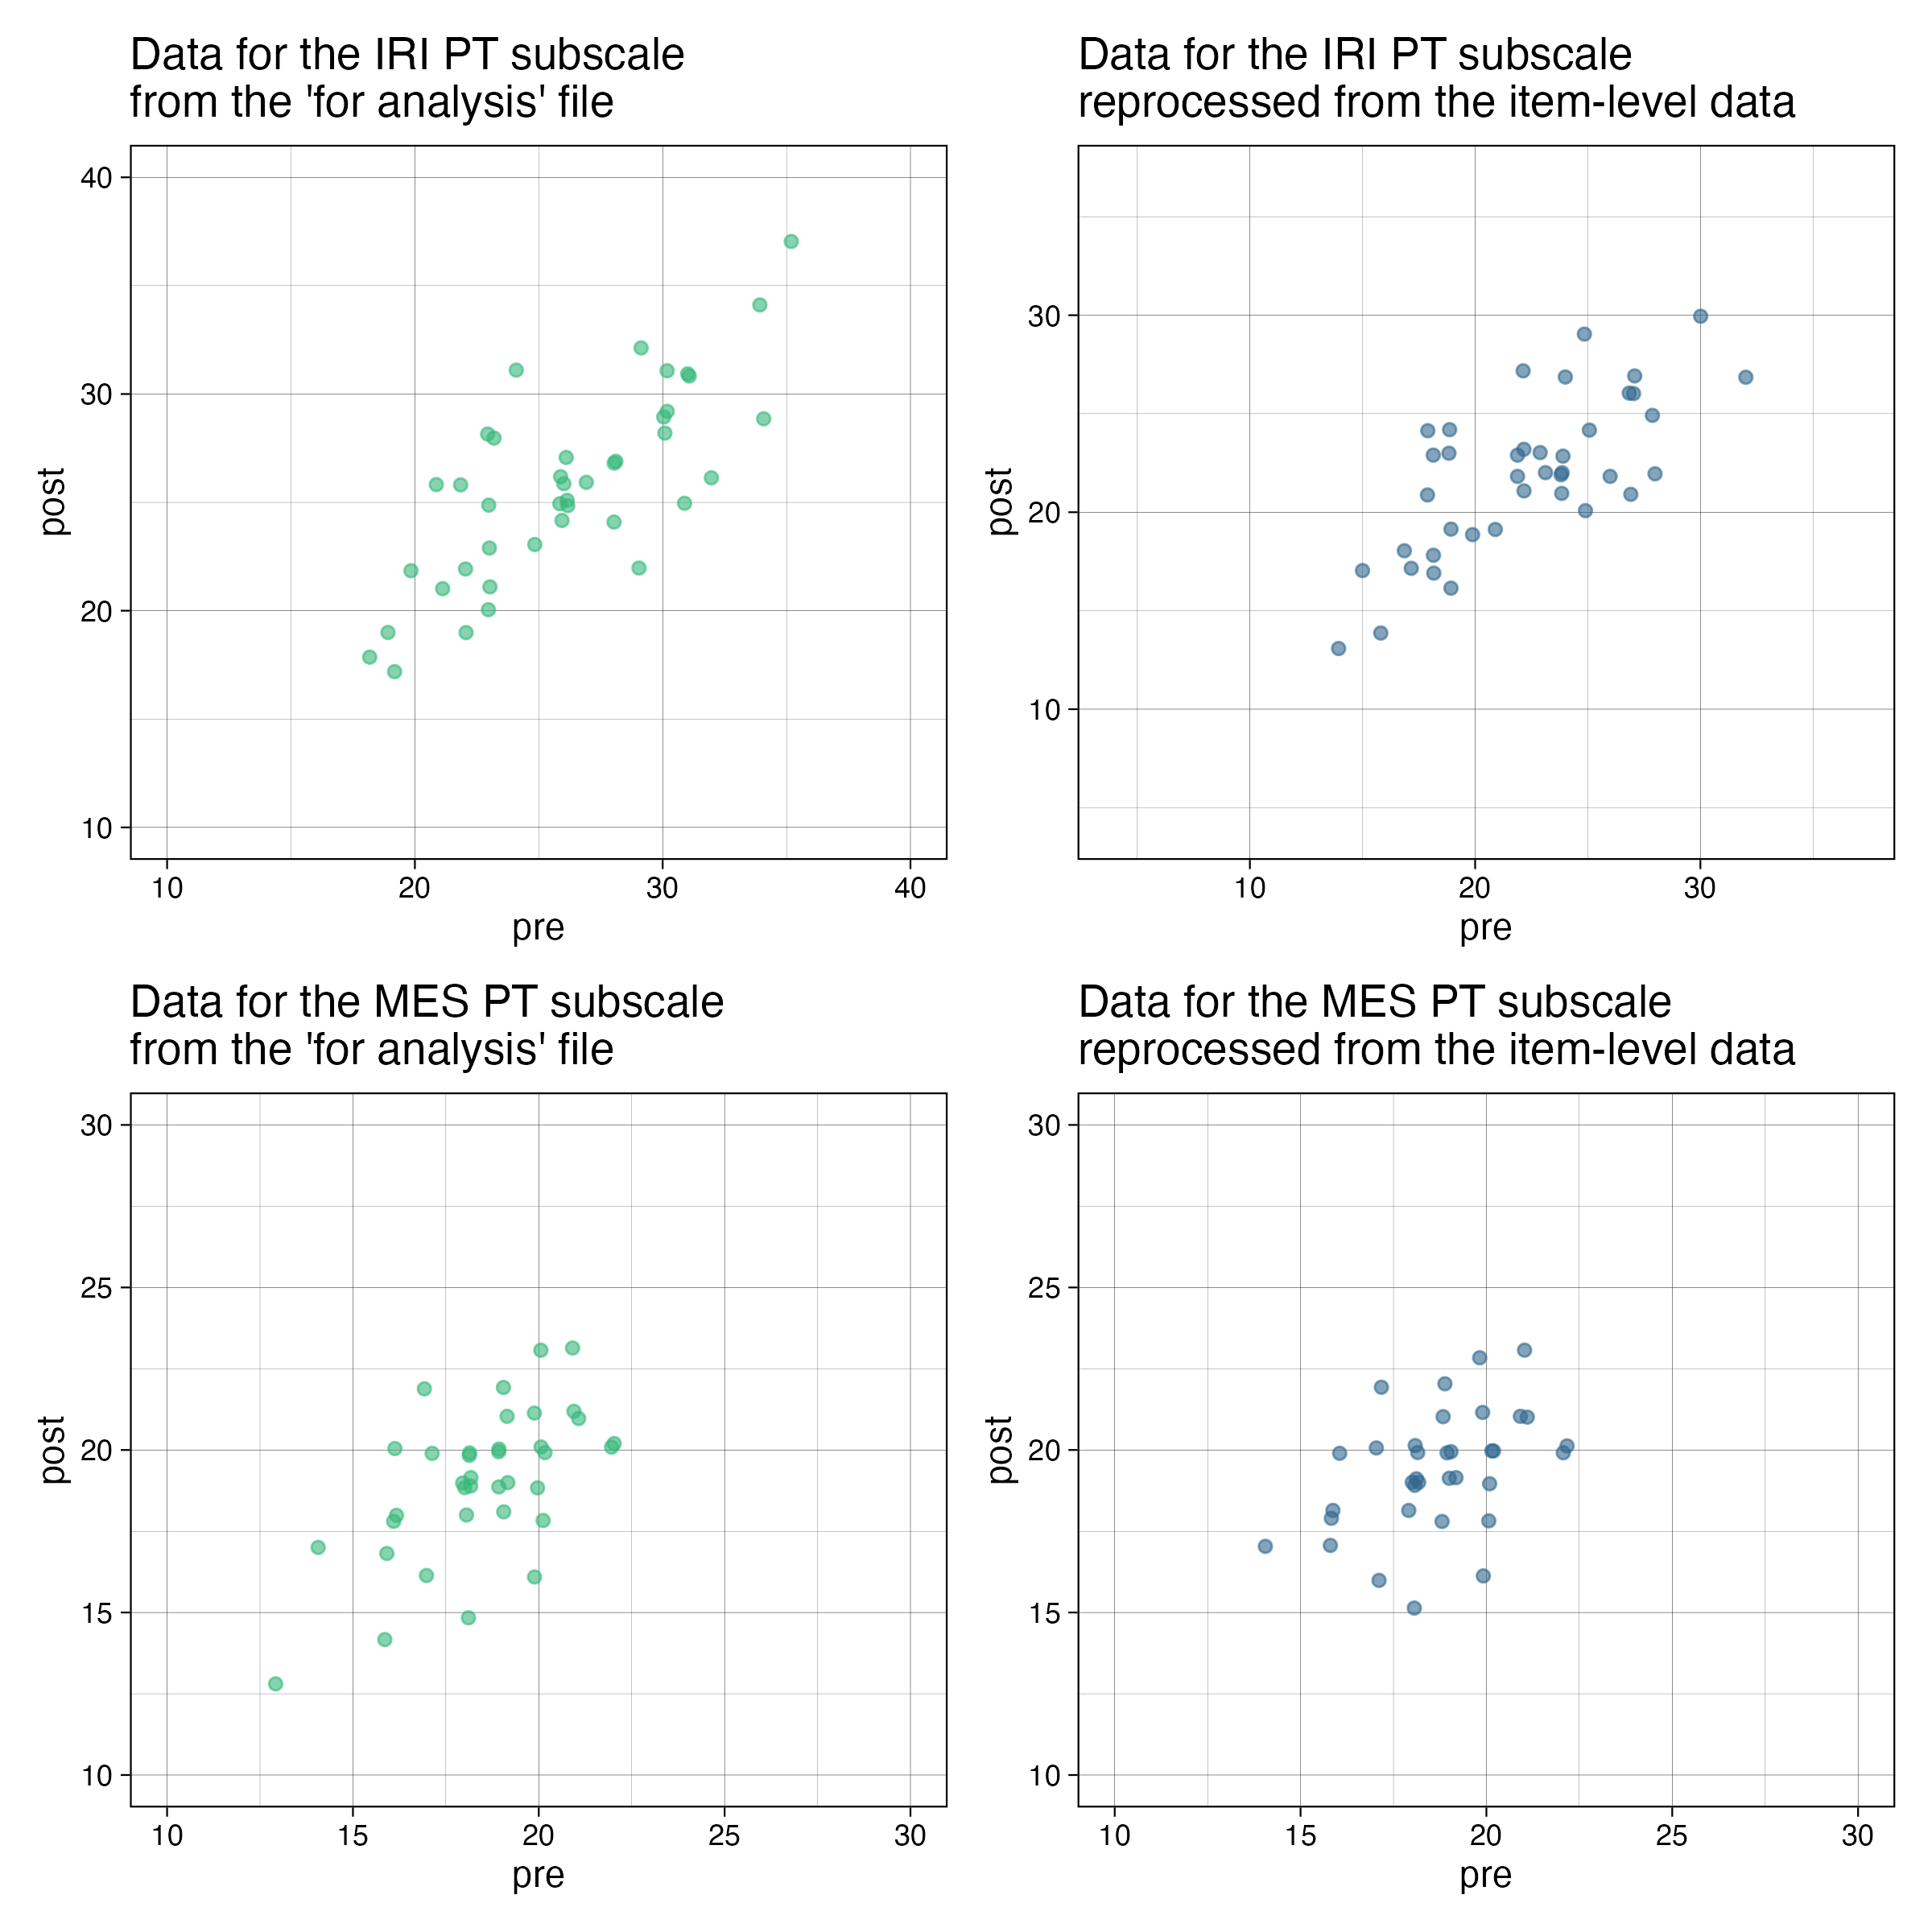 Data for the IRI PT subscale
from the 'for analysis' file
40
30
20
10
post
10 20 30 40
pre
Data for the IRI PT subscale
reprocessed from the item-level data
30
20
10
post
10 20 30
pre
Data for the MES PT subscale
from the 'for analysis' file
30
25
20
15
10
post
10 15 20 25 30
pre
Data for the MES PT subscale
reprocessed from the item-level data
30
25
20
15
10
post
10 15 20 25 30
pre